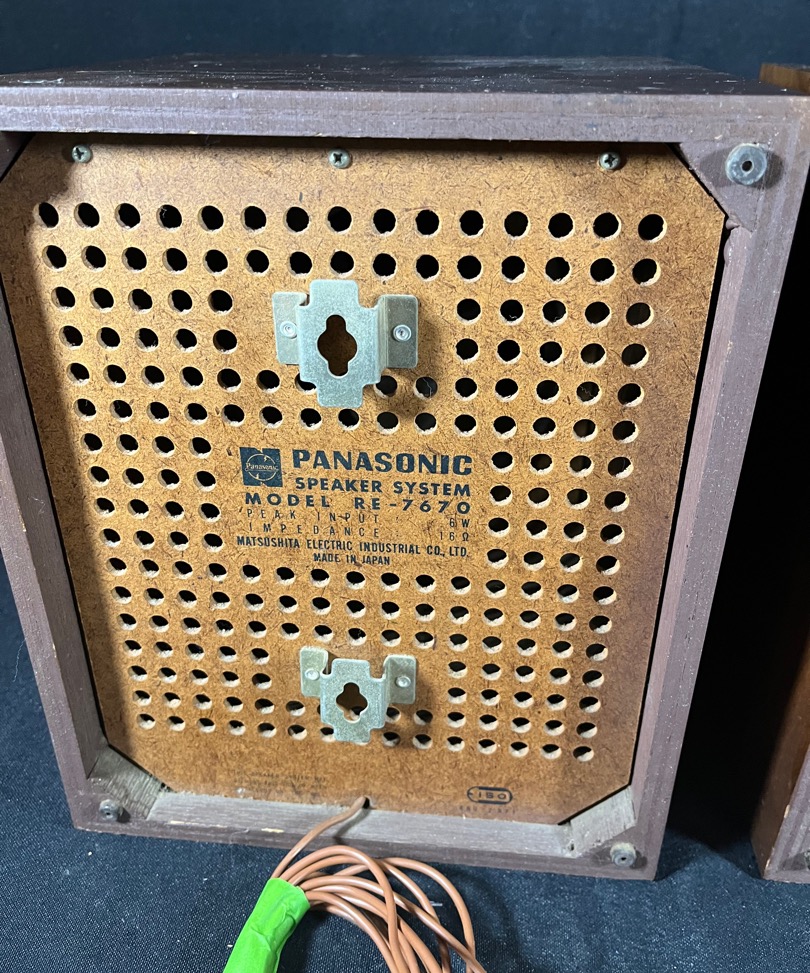 Panasonic
PANASONIC
SPEAKER SYSTEM
MODEL RE-7670
PEAK INPUT 6W
IMPEDANCE 16Ω
MATSUSHITA ELECTRIC INDUSTRIAL CO., LTD.
MADE IN JAPAN